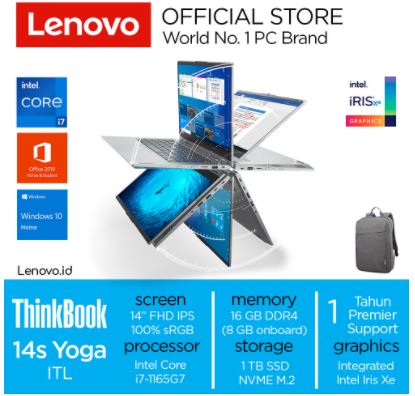 Lenovo
OFFICIAL STORE
World No. 1 PC Brand
intel.
CORE
i7
intel.
iRIS xe
GRAPHICS
Office 2019
Home & Student
Windows
Windows 10
Home
Lenovo.id
ThinkBook
14s Yoga
ITL
screen
14" FHD IPS
100% sRGB
processor
Intel Core
i7-1165G7
memory
16 GB DDR4
(8 GB onboard)
storage
1 TB SSD
NVME M.2
1 Tahun
Premier
Support
graphics
Integrated
Intel Iris Xe